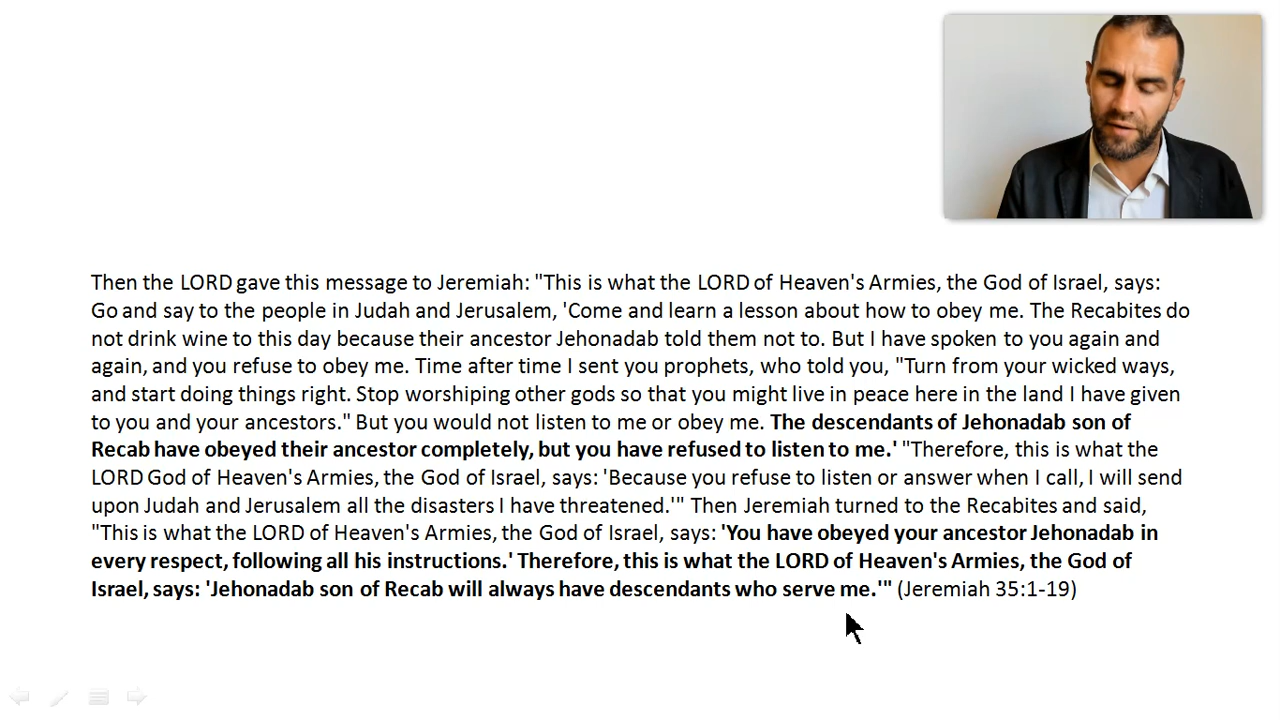 Then the LORD gave this message to Jeremiah: "This is what the LORD of Heaven's Armies, the God of Israel, says:
Go and say to the people in Judah and Jerusalem, 'Come and learn a lesson about how to obey me. The Recabites do
not drink wine to this day because their ancestor Jehonadab told them not to. But I have spoken to you again and
again, and you refuse to obey me. Time after time I sent you prophets, who told you, "Turn from your wicked ways,
and start doing things right. Stop worshiping other gods so that you might live in peace here in the land I have given
to you and your ancestors." But you would not listen to me or obey me. The descendants of Jehonadab son of
Recab have obeyed their ancestor completely, but you have refused to listen to me.' "Therefore, this is what the
LORD God of Heaven's Armies, the God of Israel, says: 'Because you refuse to listen or answer when I call, I will send
upon Judah and Jerusalem all the disasters I have threatened.'" Then Jeremiah turned to the Recabites and said,
"This is what the LORD of Heaven's Armies, the God of Israel, says: 'You have obeyed your ancestor Jehonadab in
every respect, following all his instructions.' Therefore, this is what the LORD of Heaven's Armies, the God of
Israel, says: 'Jehonadab son of Recab will always have descendants who serve me.'" (Jeremiah 35:1-19)